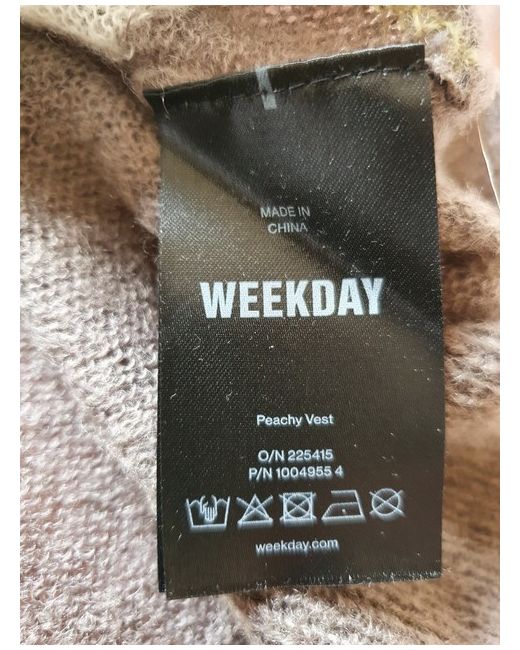 MADE IN
CHINA
WEEKDAY
Peachy Vest
O/N 225415
P/N 1004955 4
weekday.com